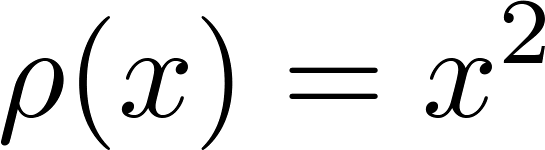 ρ(x) = x²